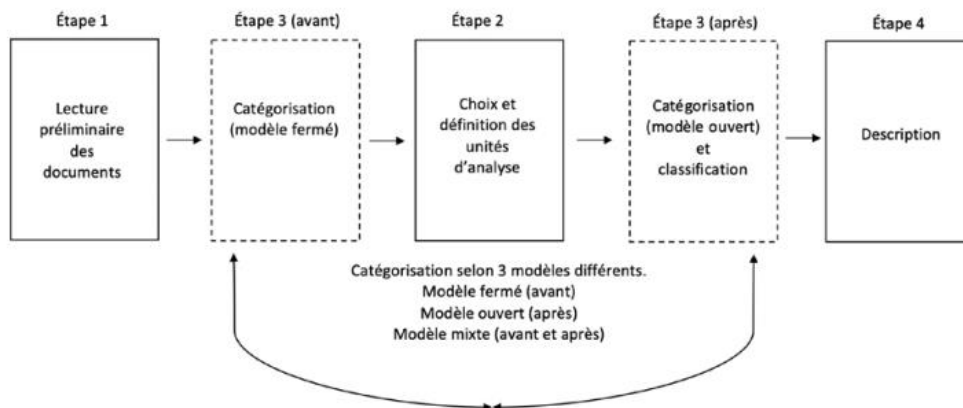 Étape 1
Étape 3 (avant)
Étape 2
Étape 3 (après)
Étape 4
Lecture
préliminaire
des
documents
Catégorisation
(modèle fermé)
Choix et
définition des
unités
d’analyse
Catégorisation
(modèle ouvert)
et
classification
Description
Catégorisation selon 3 modèles différents.
Modèle fermé (avant)
Modèle ouvert (après)
Modèle mixte (avant et après)